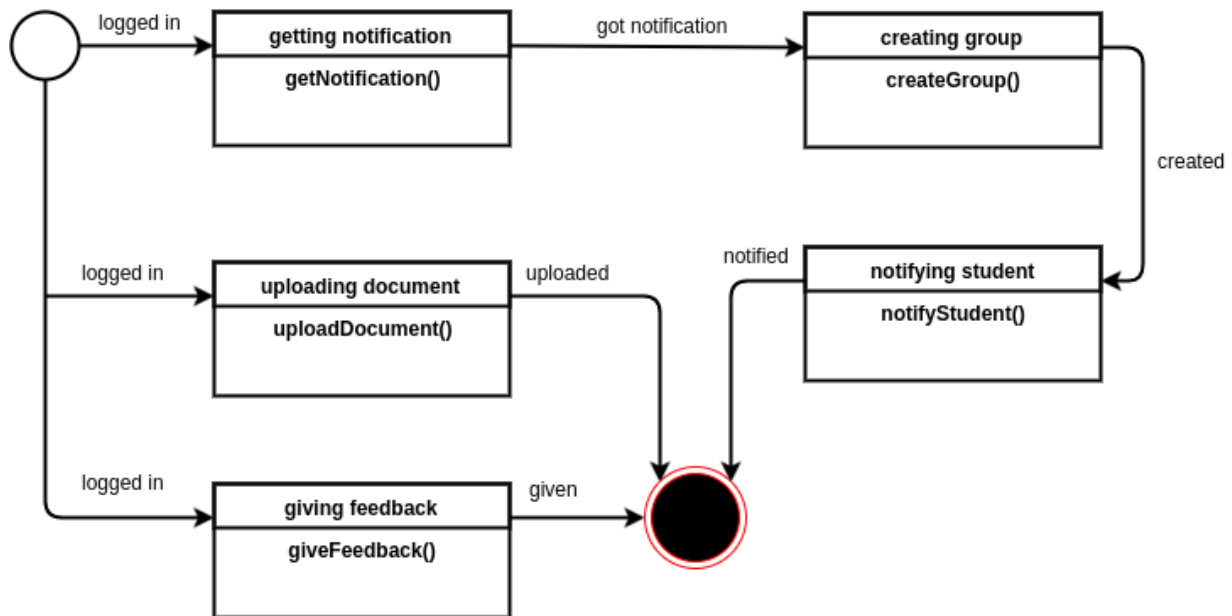 logged in
getting notification
getNotification()
got notification
creating group
createGroup()
created
logged in
uploading document
uploadDocument()
uploaded
notified
notifying student
notifyStudent()
logged in
giving feedback
giveFeedback()
given